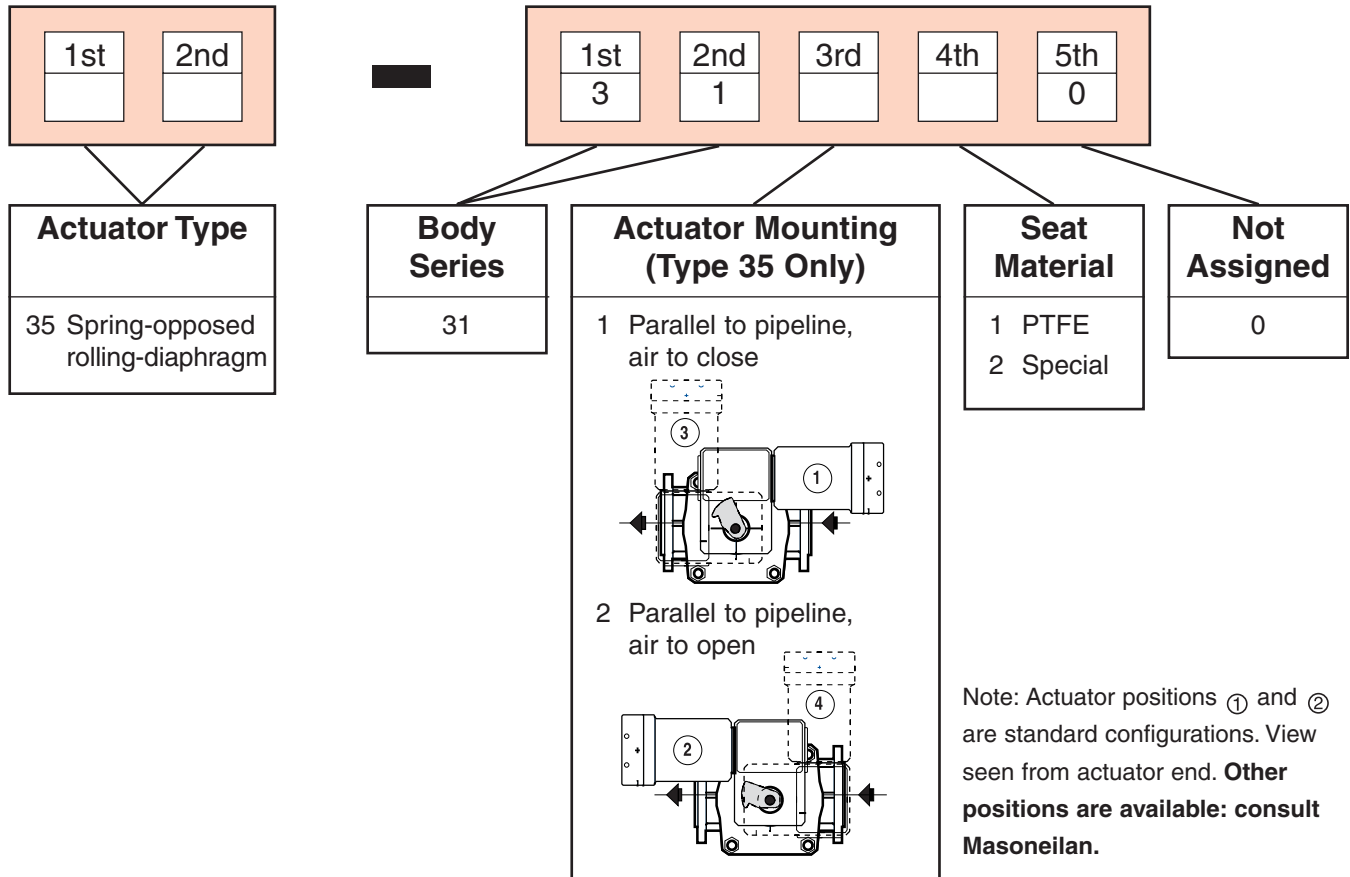 1st 2nd 1st 2nd 3rd 4th 5th
3 1 0
Actuator Type
35 Spring-opposed
rolling-diaphragm
Body
Series
31
Actuator Mounting
(Type 35 Only)
1 Parallel to pipeline,
air to close
3
1
2 Parallel to pipeline,
air to open
4
2
Seat
Material
1 PTFE
2 Special
Not
Assigned
0
Note: Actuator positions ① and ②
are standard configurations. View
seen from actuator end. Other
positions are available: consult
Masoneilan.